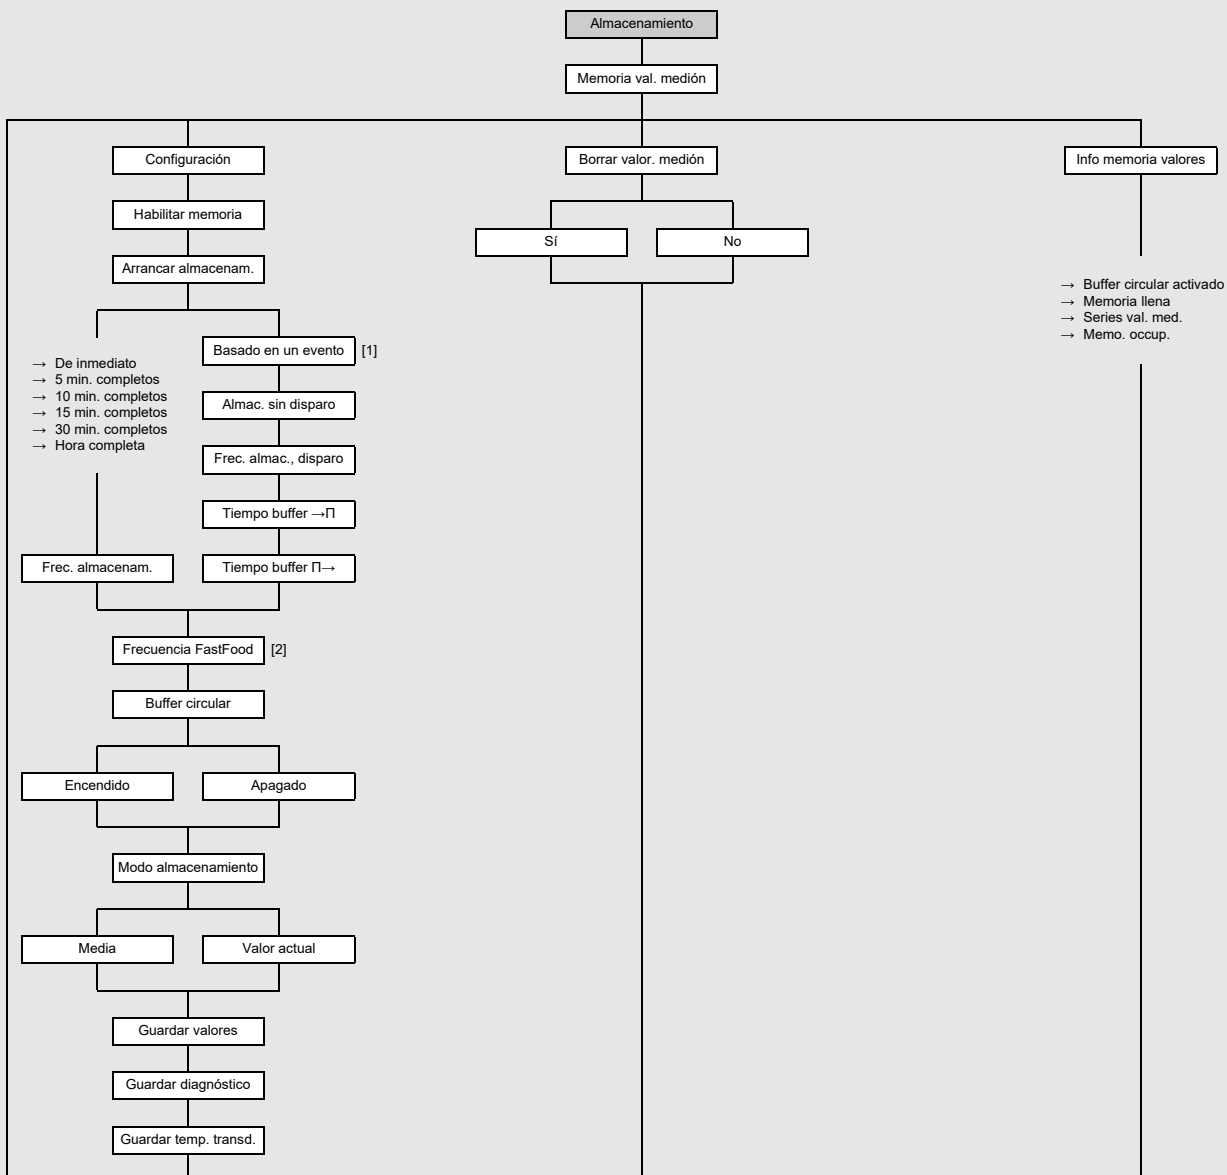 Almacenamiento
Memoria val. medión
Configuración
Borrar valor. medión
Info memoria valores
Habilitar memoria
Sí
No
Arrancar almacenam.
→ Buffer circular activado
→ Memoria llena
→ Series val. med.
→ Memo. occup.
Basado en un evento [1]
→ De inmediato
→ 5 min. completos
→ 10 min. completos
→ 15 min. completos
→ 30 min. completos
→ Hora completa
Almac. sin disparo
Frec. almac., disparo
Tiempo buffer →Π
Frec. almacenam.
Tiempo buffer Π→
Frecuencia FastFood [2]
Buffer circular
Encendido
Apagado
Modo almacenamiento
Media
Valor actual
Guardar valores
Guardar diagnóstico
Guardar temp. transd.